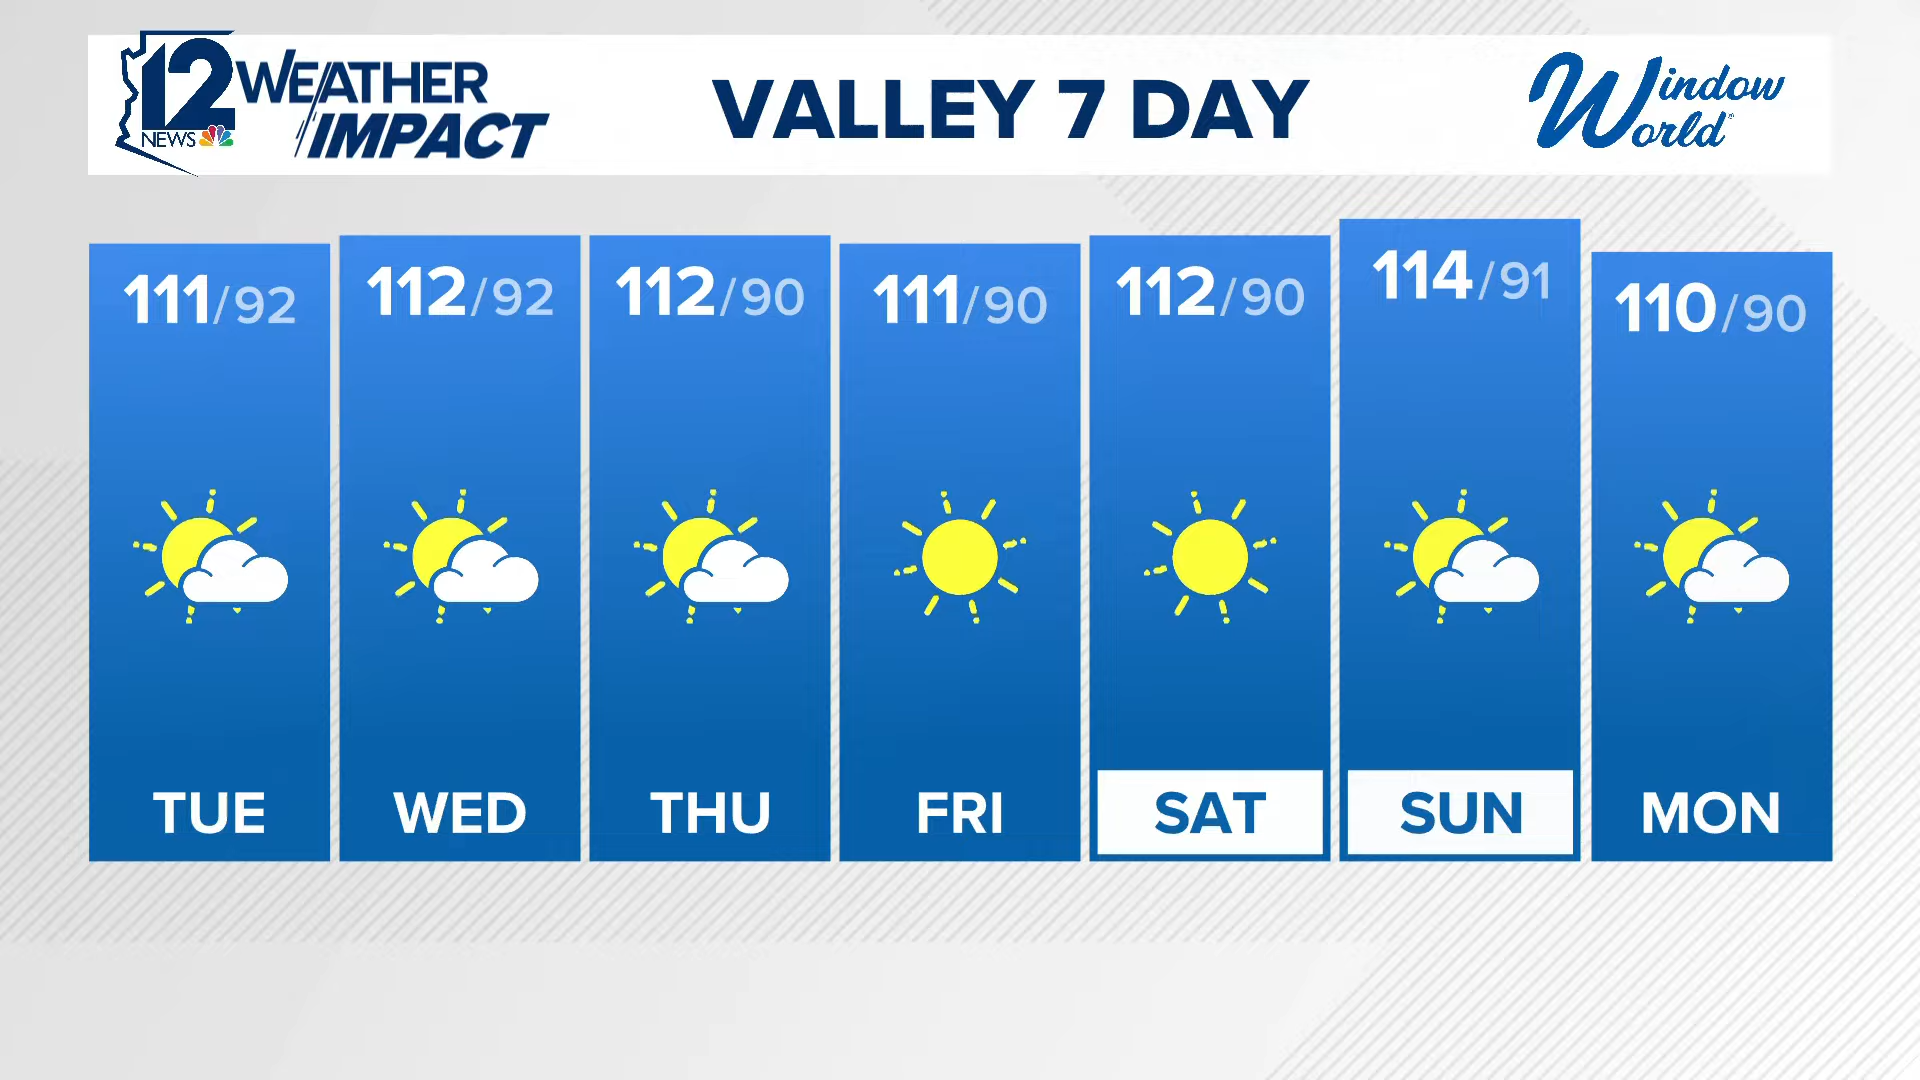 12 NEWS
WEATHER IMPACT
VALLEY 7 DAY
Window World®
111/92
112/92
112/90
111/90
112/90
114/91
110/90
TUE
WED
THU
FRI
SAT
SUN
MON